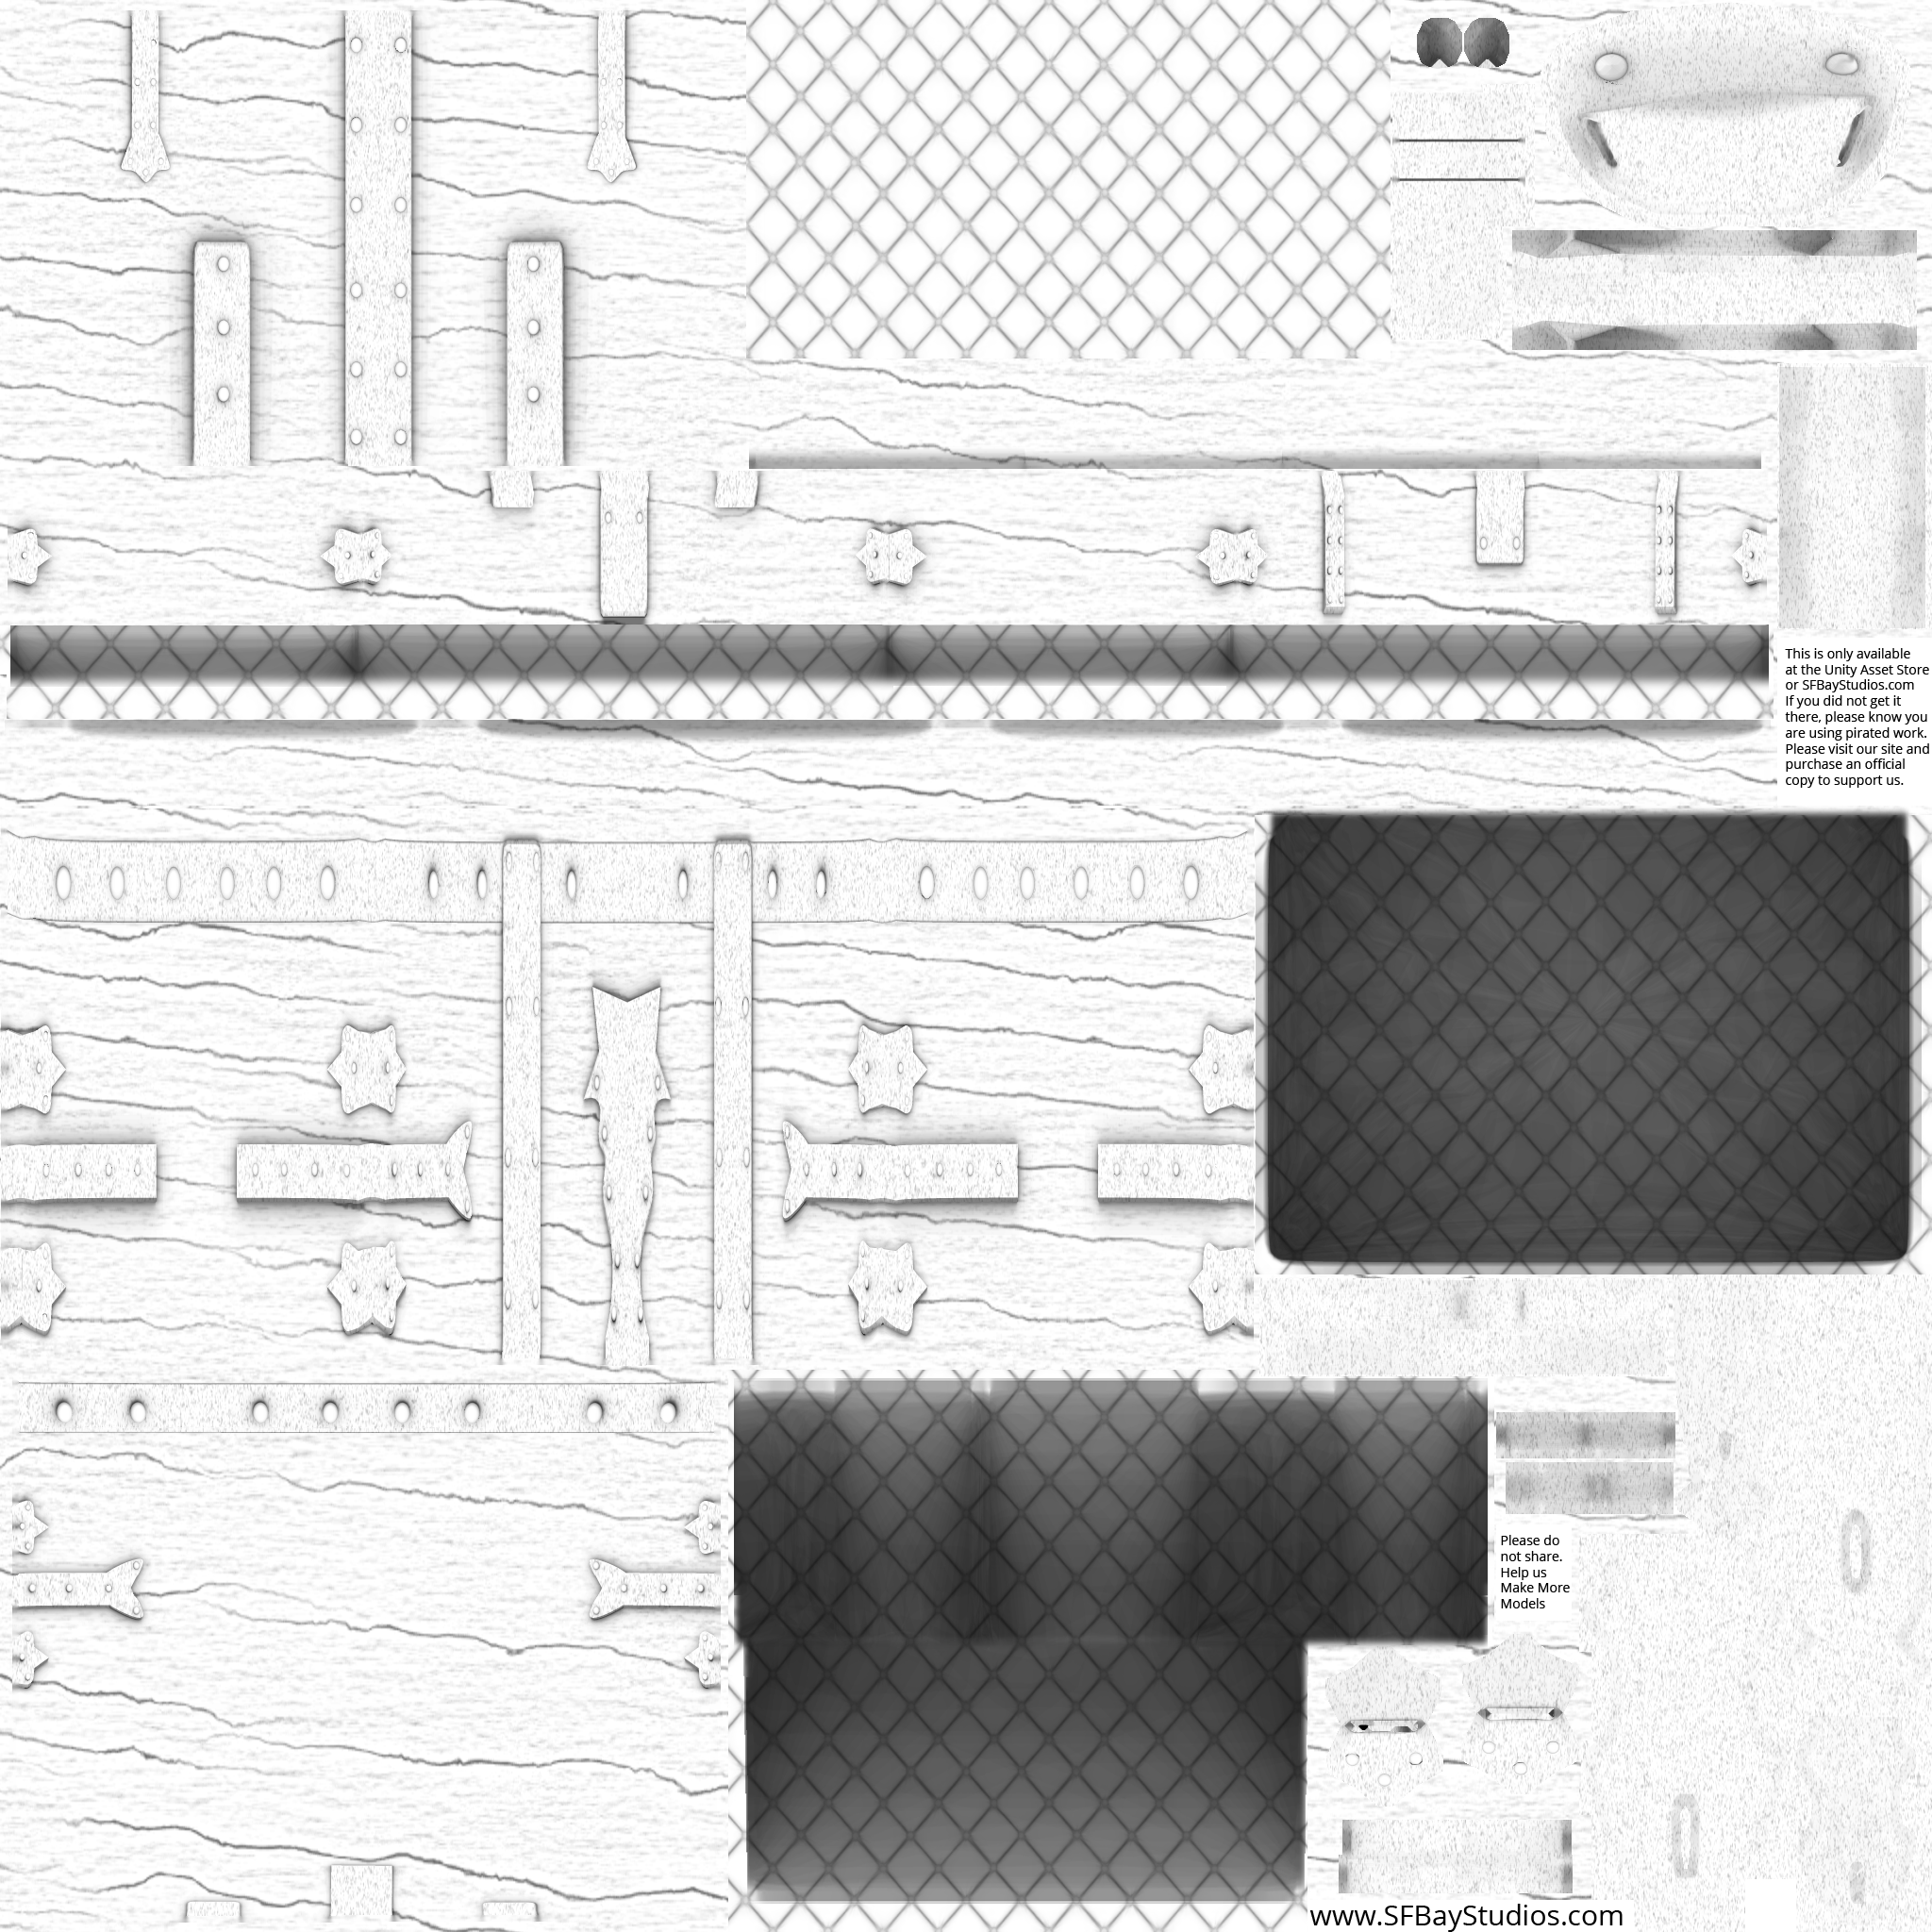 This is only available
at the Unity Asset Store
or SFBayStudios.com
If you did not get it
there, please know you
are using pirated work.
Please visit our site and
purchase an official
copy to support us.
Please do
not share.
Help us
Make More
Models
www.SFBayStudios.com